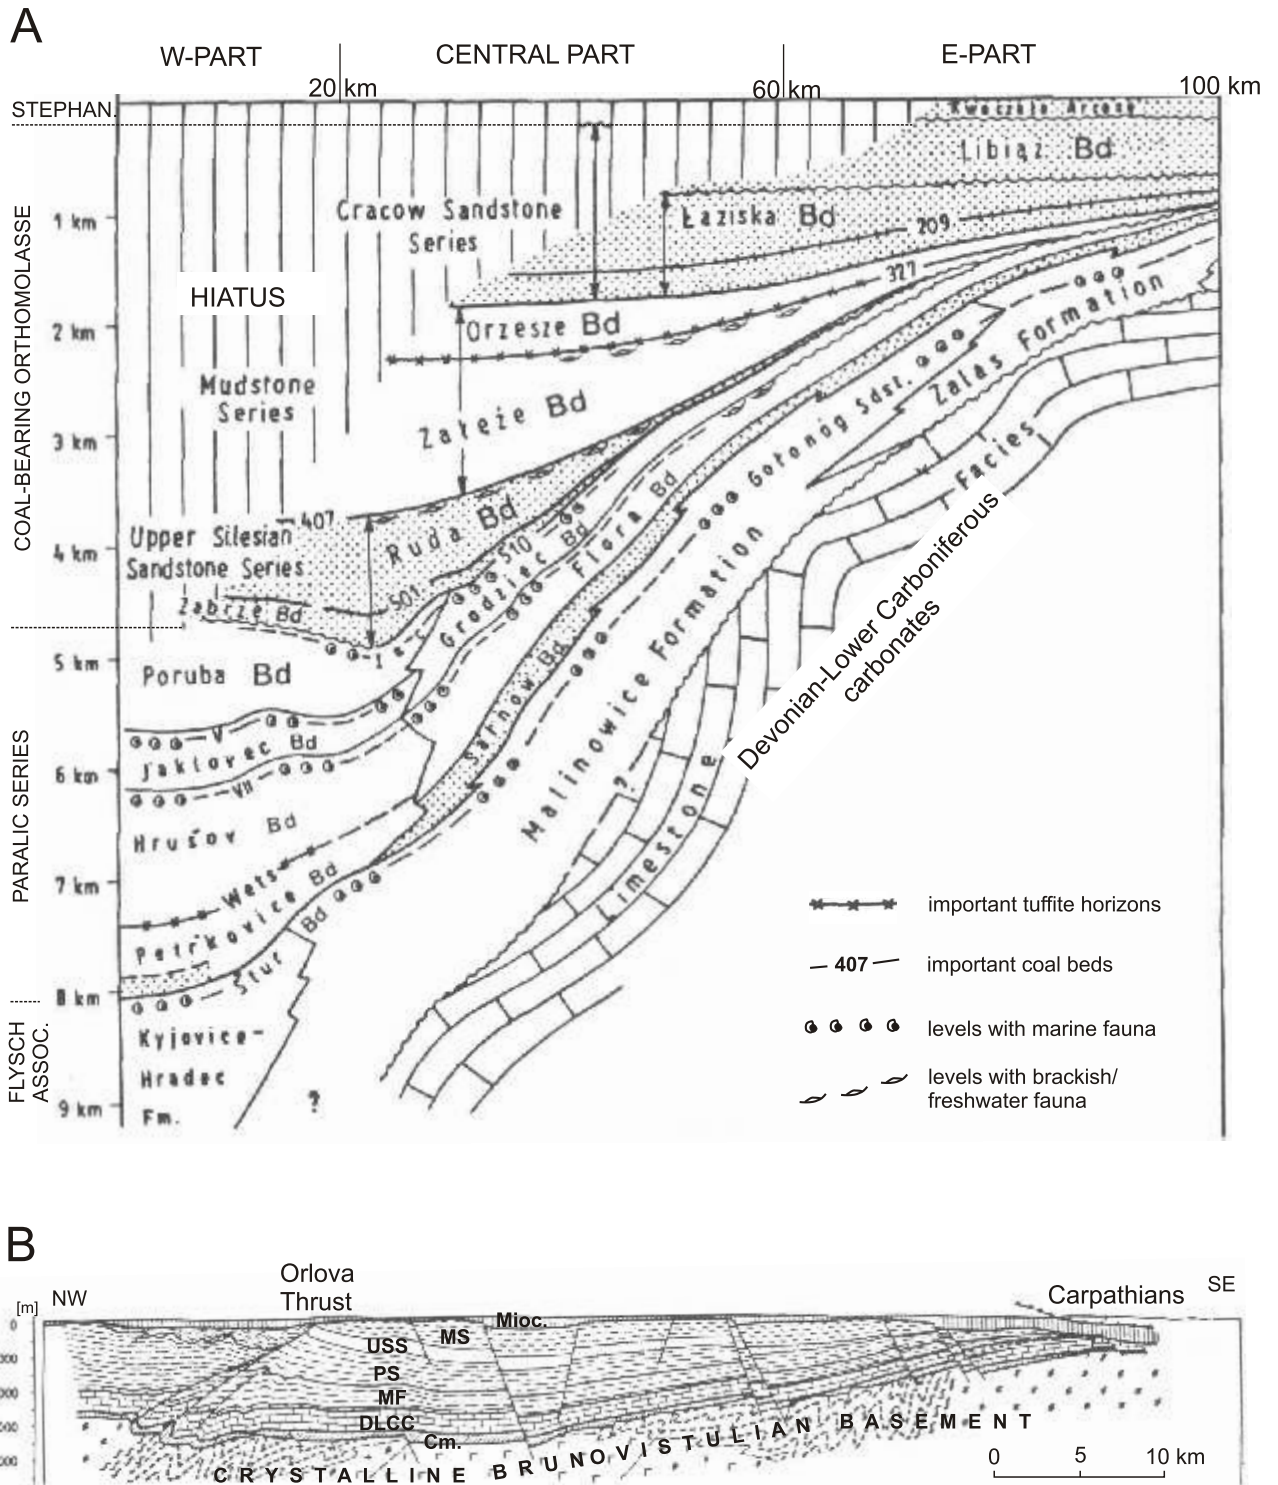 A
W-PART
CENTRAL PART
E-PART
20 km
60 km
100 km
STEPHAN.
Kwaczala Arcose
Libiąż Bd
Łaziska Bd
Cracow Sandstone
Series
209
1 km
327
HIATUS
Orzesze Bd
2 km
Zalas Formation
Mudstone
Series
Załeże Bd
3 km
Gołonóg Sdst.
COAL-BEARING ORTHOMOLASSE
407
Ruda Bd
Upper Silesian
Sandstone Series
4 km
510
501
Zabrze Bd
Grodziec Bd
Flora Bd
Facies
Devonian-Lower Carboniferous
carbonates
5 km
Poruba Bd
Sarnow Bd
Malinowice Formation
V
Jaklovec Bd
6 km
VII
Hrušov Bd
?
Limestone
PARALIC SERIES
7 km
Wets
Petřkovice Bd
Štur Bd
8 km
important tuffite horizons
407
important coal beds
levels with marine fauna
levels with brackish/
freshwater fauna
FLYSCH
ASSOC.
Kyjovice-
Hradec
Fm.
?
9 km
B
[m]
NW
Orlova
Thrust
Carpathians
SE
0
Mioc.
MS
USS
PS
MF
DLCC
Cm.
CRYSTALLINE BRUNOVISTULIAN BASEMENT
0 5 10 km